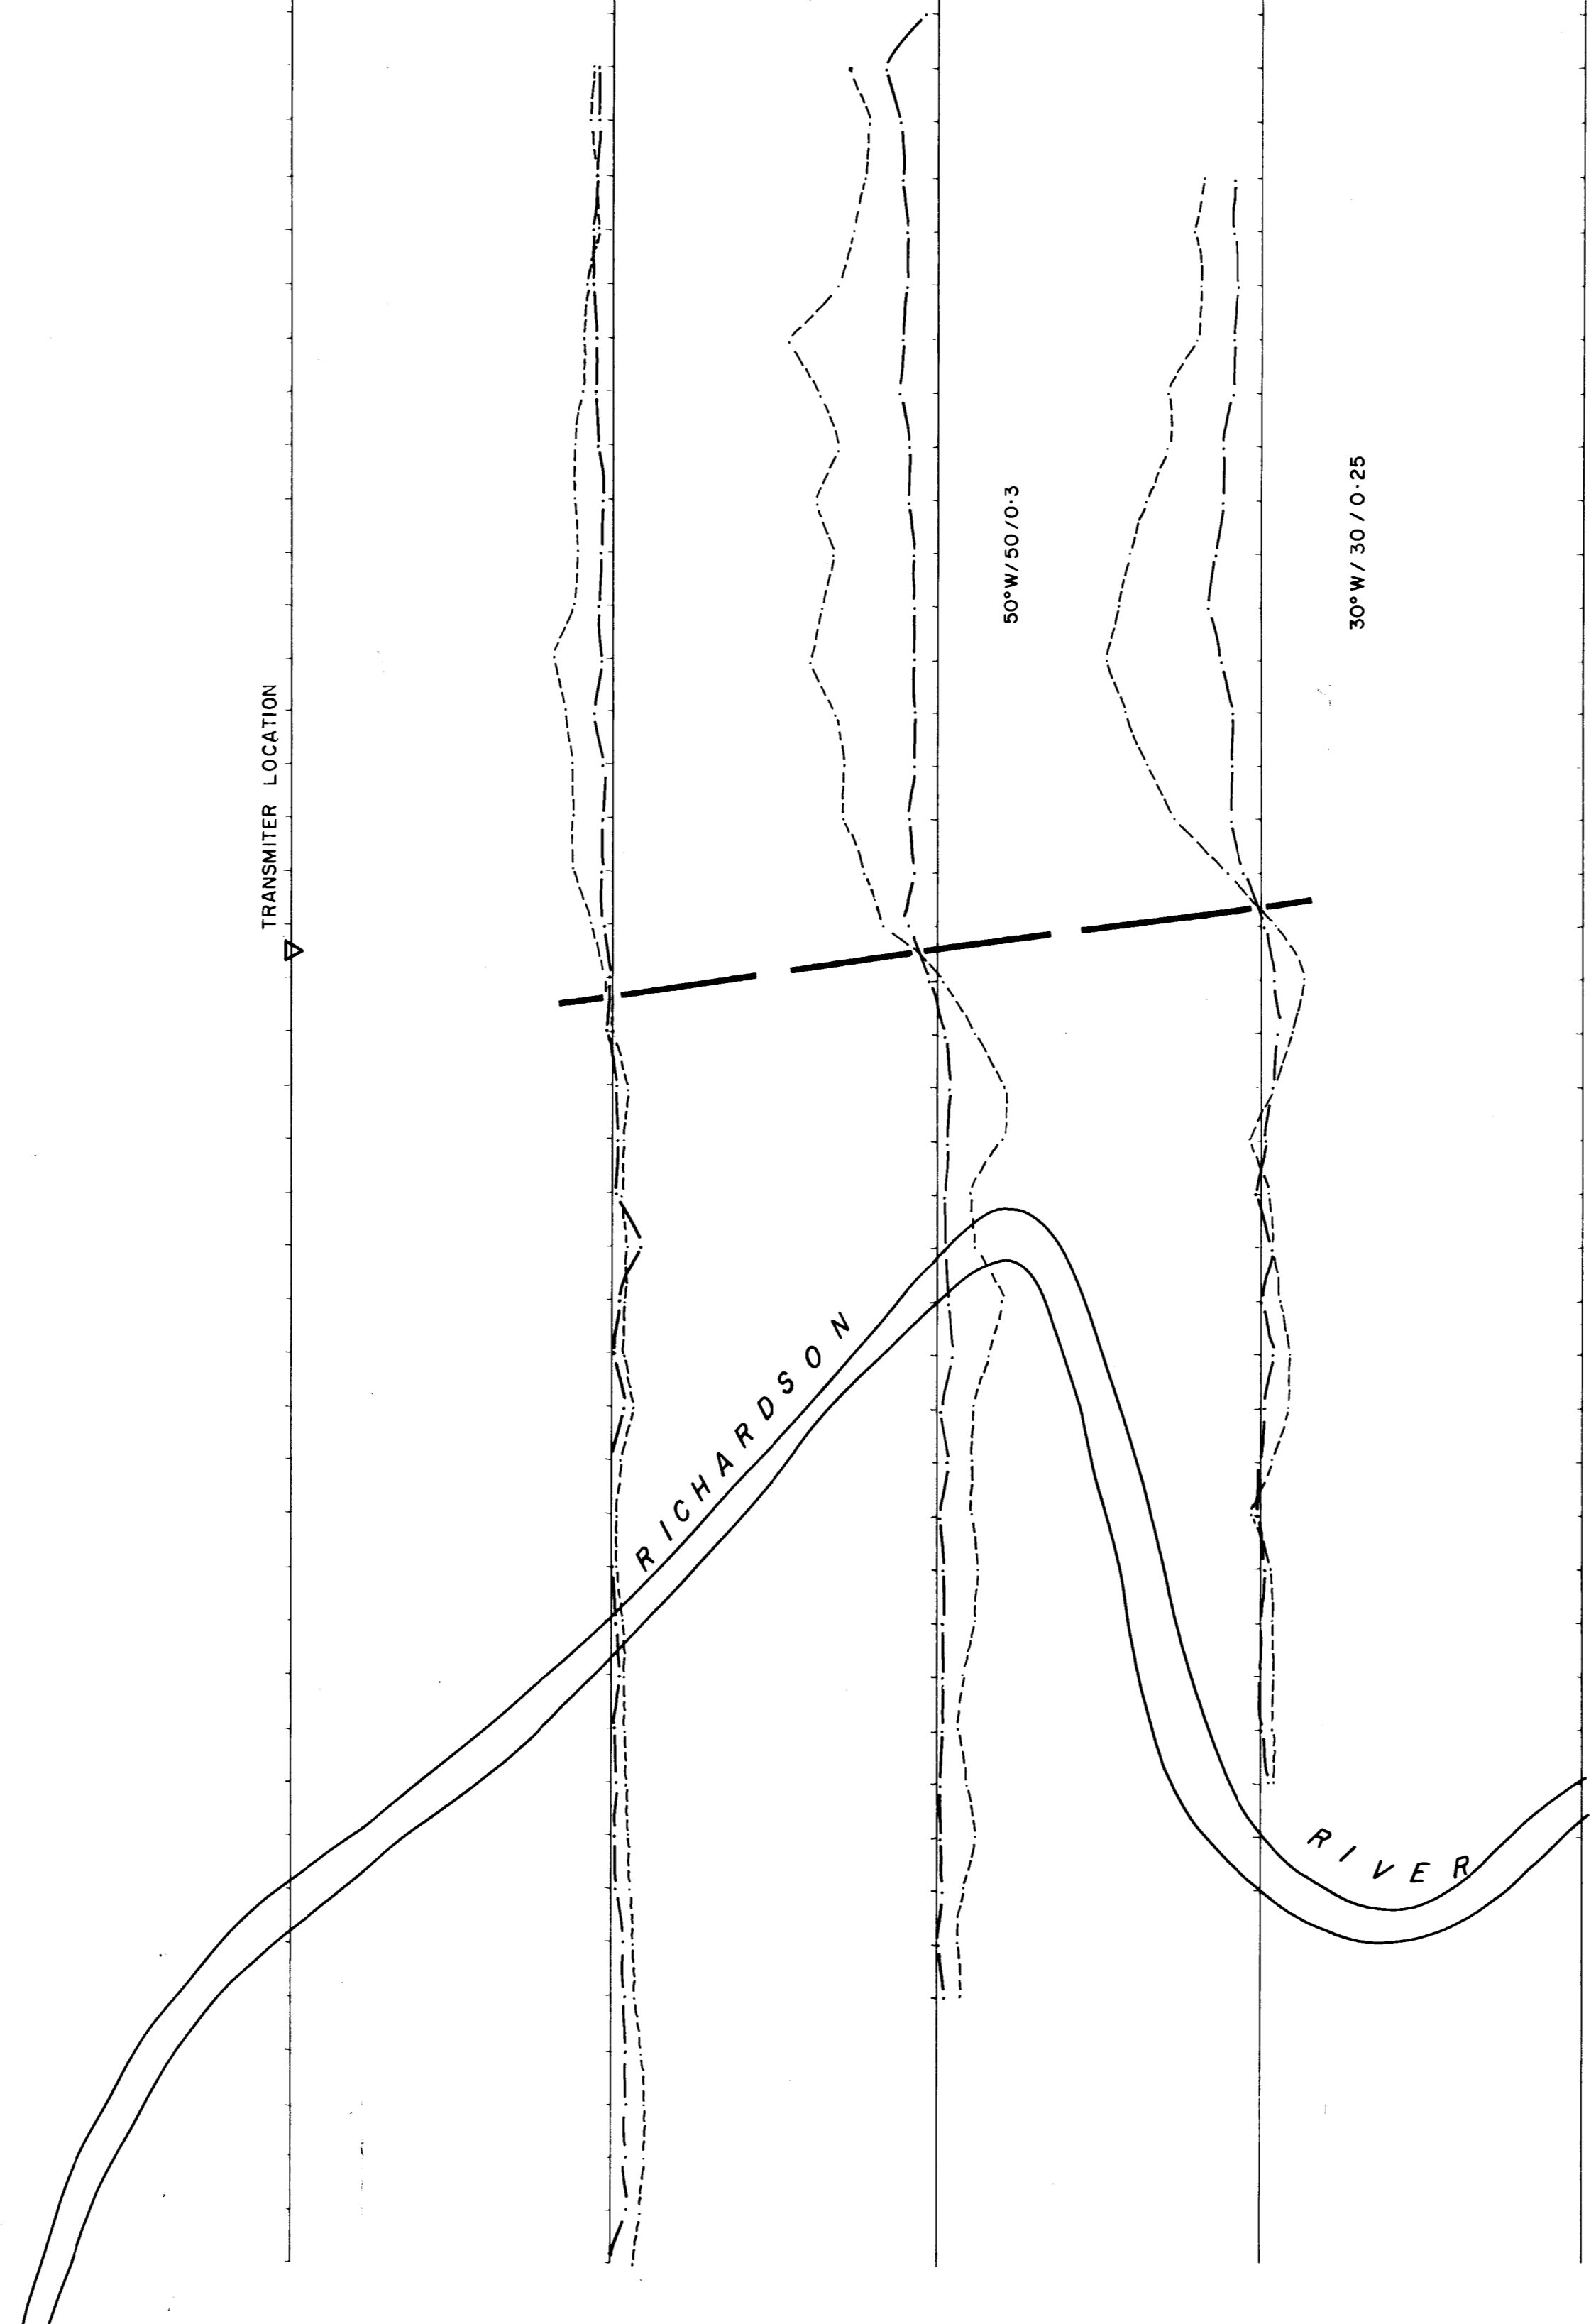 TRANSMITER LOCATION
50°W/50/0·3
30°W/30/0·25
RICHARDSON
RIVER